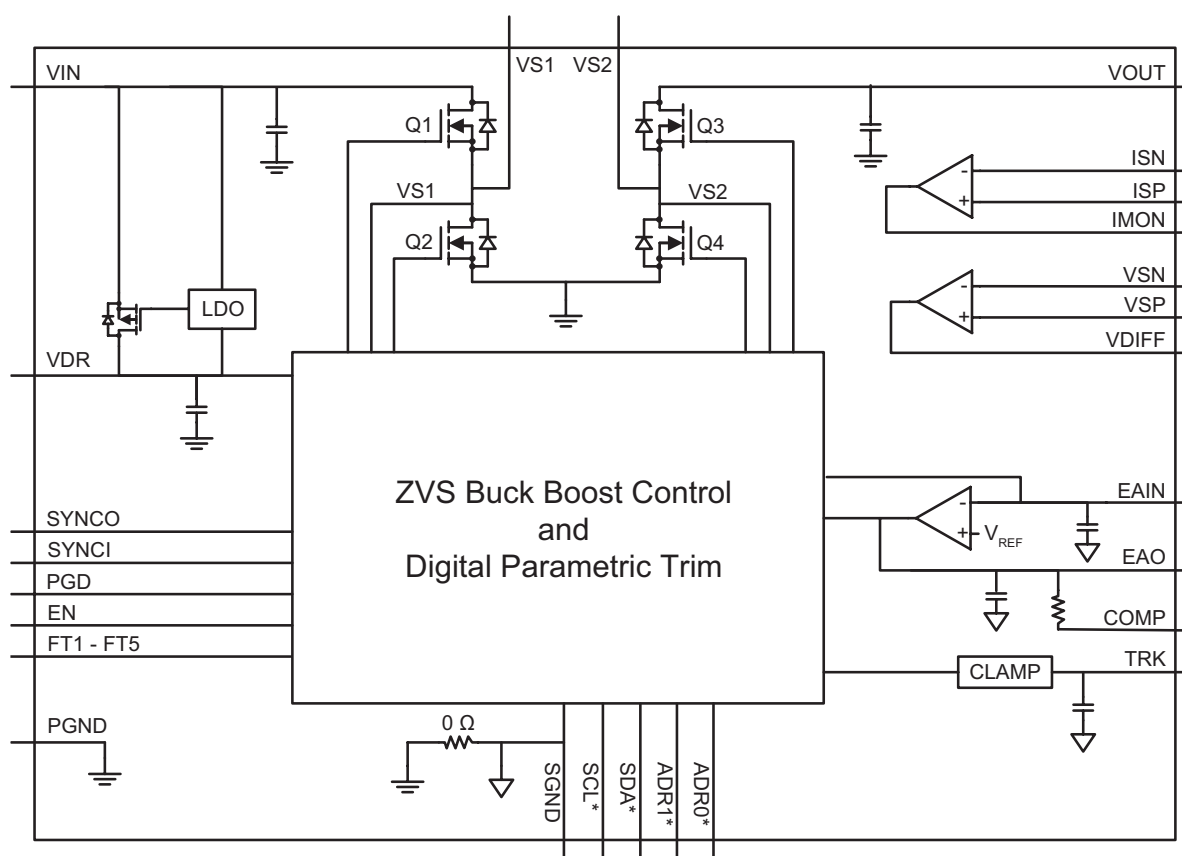 VS1 VS2
VIN
VOUT
Q1
Q3
ISN
ISP
IMON
VS1
VS2
Q2
Q4
-
+
VSN
VSP
VDIFF
-
+
LDO
VDR
ZVS Buck Boost Control
and
Digital Parametric Trim
SYNCO
SYNCI
PGD
EN
FT1 - FT5
PGND
EAIN
-
+
VREF
EAO
COMP
TRK
CLAMP
0 Ω
SGND
SCL*
SDA*
ADR1*
ADR0*